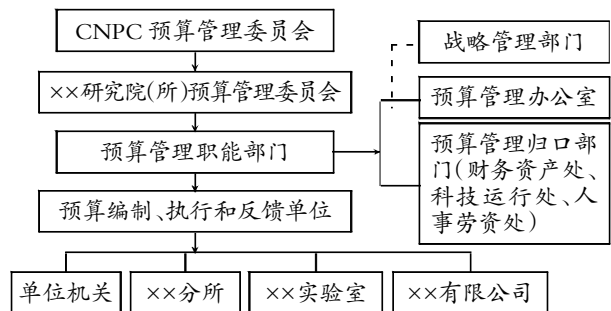 CNPC 预算管理委员会
××研究院(所)预算管理委员会
预算管理职能部门
预算编制、执行和反馈单位
战略管理部门
预算管理办公室
预算管理归口部
门(财务资产处、
科技运行处、人
事劳资处)
单位机关
××分所
××实验室
××有限公司